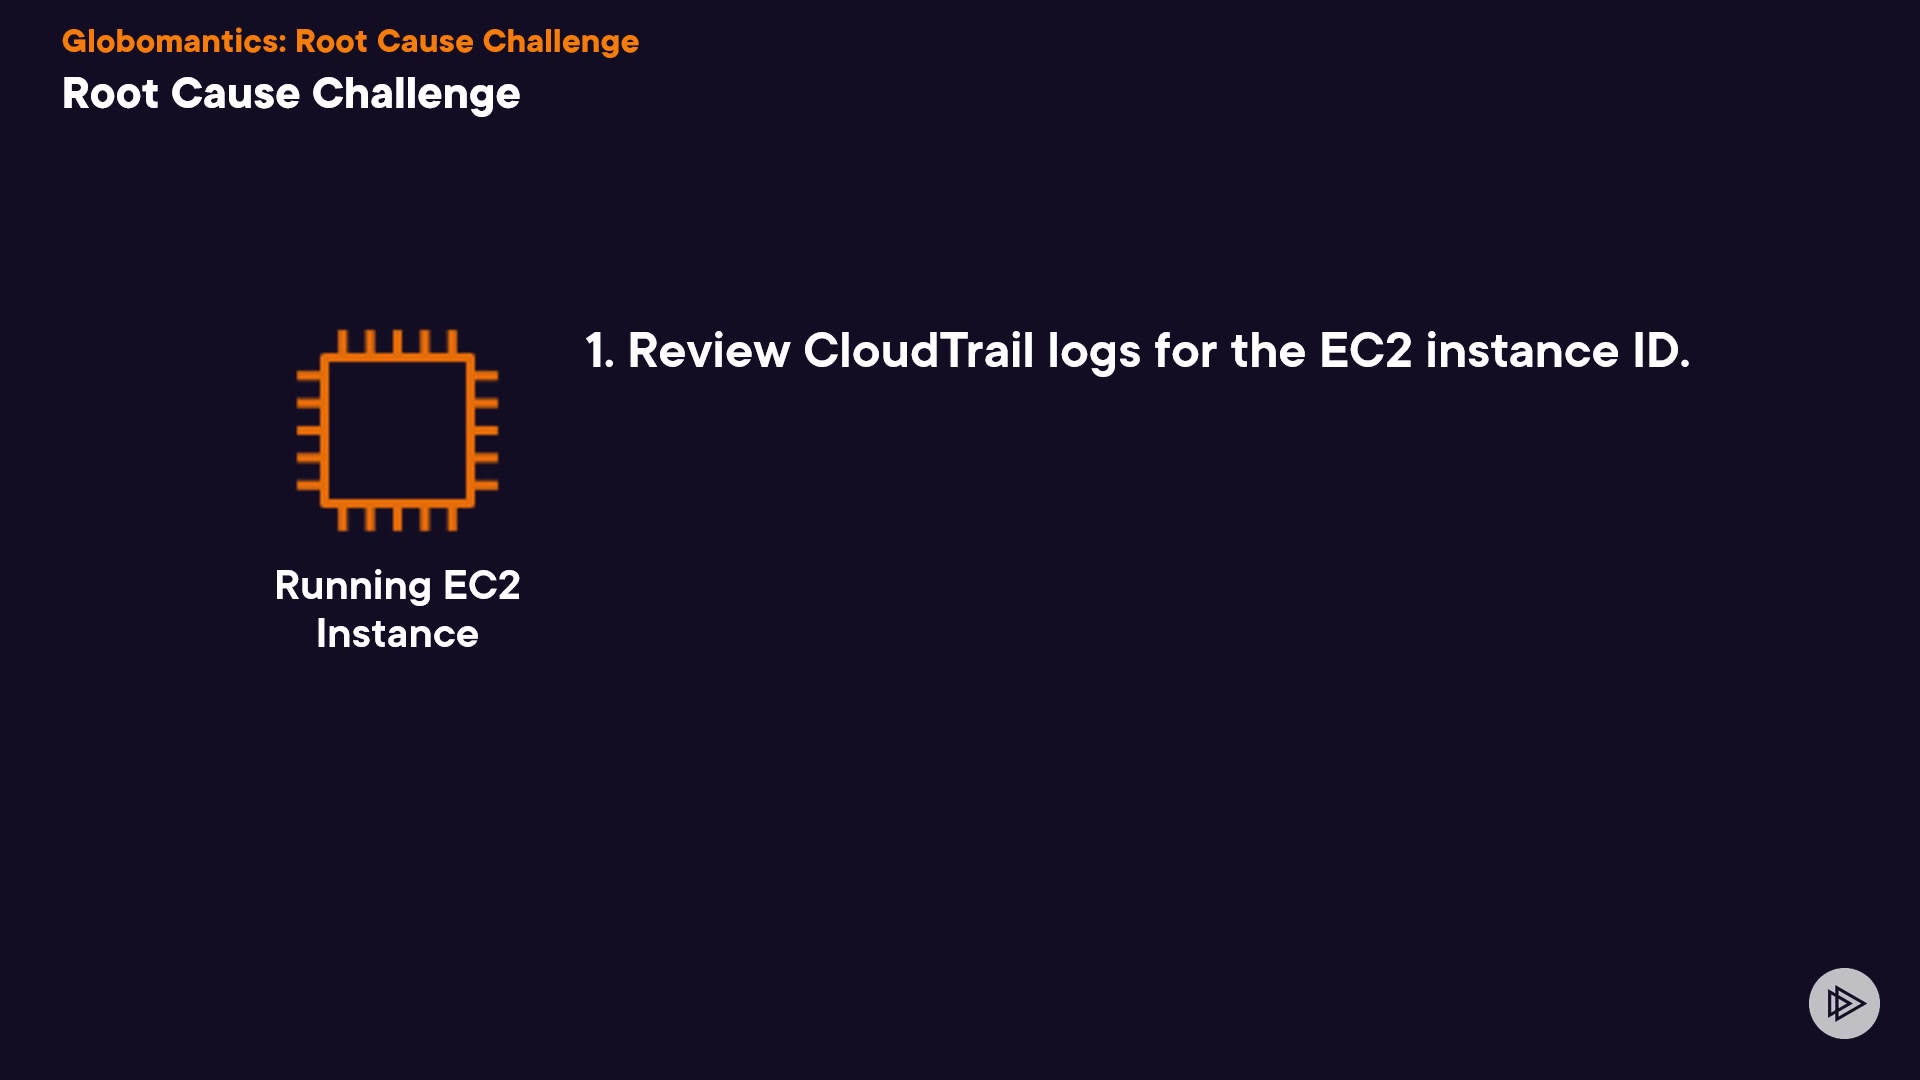 Globomantics: Root Cause Challenge
Root Cause Challenge
1. Review CloudTrail logs for the EC2 instance ID.
Running EC2
Instance